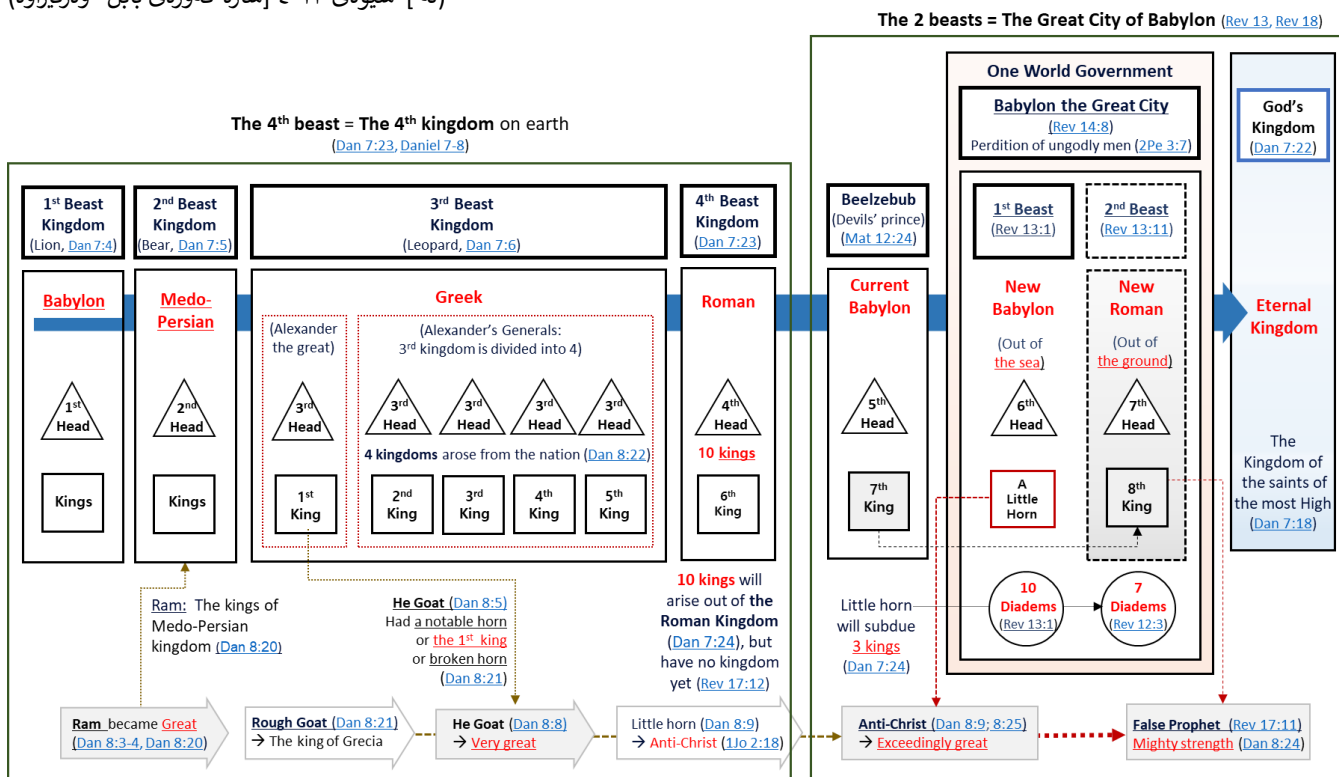 The 2 beasts = The Great City of Babylon (Rev 13, Rev 18)
The 4th beast = The 4th kingdom on earth
(Dan 7:23, Daniel 7-8)
1st Beast
Kingdom
(Lion, Dan 7:4)
2nd Beast
Kingdom
(Bear, Dan 7:5)
3rd Beast
Kingdom
(Leopard, Dan 7:6)
4th Beast
Kingdom
(Dan 7:23)
Beelzebub
(Devils' prince)
(Mat 12:24)
One World Government
Babylon the Great City
(Rev 14:8)
Perdition of ungodly men (2Pe 3:7)
1st Beast
(Rev 13:1)
2nd Beast
(Rev 13:11)
God's
Kingdom
(Dan 7:22)
Babylon
Medo-
Persian
Greek
Roman
Current
Babylon
New
Babylon
New
Roman
Eternal
Kingdom
(Alexander
the great)
(Alexander's Generals:
3rd kingdom is divided into 4)
(Out of
the sea)
(Out of
the ground)
1st
Head
2nd
Head
3rd
Head
3rd
Head
3rd
Head
3rd
Head
3rd
Head
4th
Head
5th
Head
6th
Head
7th
Head
4 kingdoms arose from the nation (Dan 8:22)
10 kings
Kings
Kings
1st
King
2nd
King
3rd
King
4th
King
5th
King
6th
King
7th
King
A
Little
Horn
8th
King
The
Kingdom of
the saints of
the most High
(Dan 7:18)
Ram: The kings of
Medo-Persian
kingdom (Dan 8:20)
He Goat (Dan 8:5)
Had a notable horn
or the 1st king
or broken horn
(Dan 8:21)
10 kings will
arise out of the
Roman Kingdom
(Dan 7:24), but
have no kingdom
yet (Rev 17:12)
Little horn
will subdue
3 kings
(Dan 7:24)
10
Diadems
(Rev 13:1)
7
Diadems
(Rev 12:3)
Ram became Great
(Dan 8:3-4, Dan 8:20)
Rough Goat (Dan 8:21)
→ The king of Grecia
He Goat (Dan 8:8)
→ Very great
Little horn (Dan 8:9)
→ Anti-Christ (1Jo 2:18)
Anti-Christ (Dan 8:9; 8:25)
→ Exceedingly great
False Prophet (Rev 17:11)
Mighty strength (Dan 8:24)